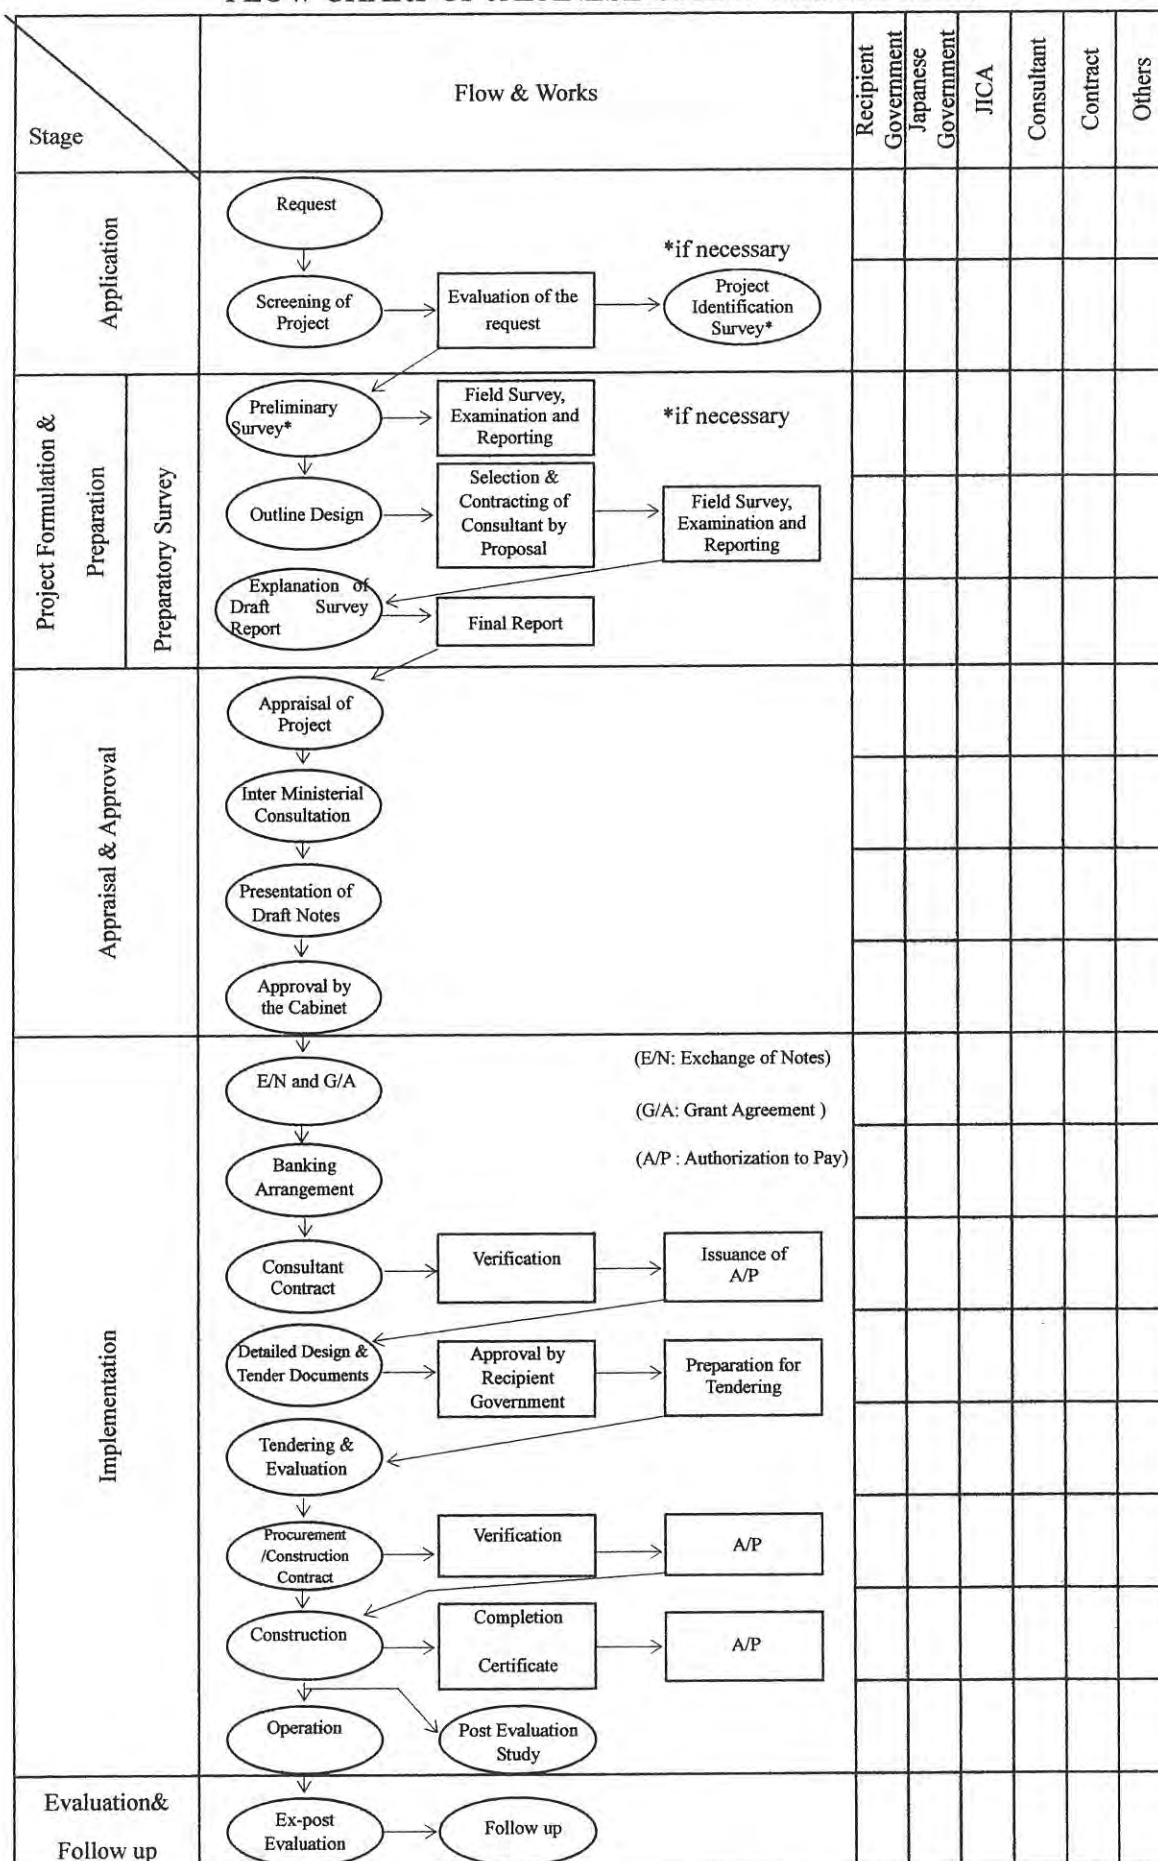 Stage
Flow & Works
Recipient
Government
Japanese
Government
JICA
Consultant
Contract
Others
Application
Request
*if necessary
Screening of
Project
Evaluation of the
request
Project
Identification
Survey*
Project Formulation &
Preparation
Preparatory Survey
Preliminary
Survey*
Field Survey,
Examination and
Reporting
*if necessary
Outline Design
Selection &
Contracting of
Consultant by
Proposal
Field Survey,
Examination and
Reporting
Explanation of
Draft Survey
Report
Final Report
Appraisal & Approval
Appraisal of
Project
Inter Ministerial
Consultation
Presentation of
Draft Notes
Approval by
the Cabinet
Implementation
E/N and G/A
(E/N: Exchange of Notes)
(G/A: Grant Agreement )
(A/P : Authorization to Pay)
Banking
Arrangement
Consultant
Contract
Verification
Issuance of
A/P
Detailed Design &
Tender Documents
Approval by
Recipient
Government
Preparation for
Tendering
Tendering &
Evaluation
Procurement
/Construction
Contract
Verification
A/P
Construction
Completion
Certificate
A/P
Operation
Post Evaluation
Study
Evaluation&
Follow up
Ex-post
Evaluation
Follow up